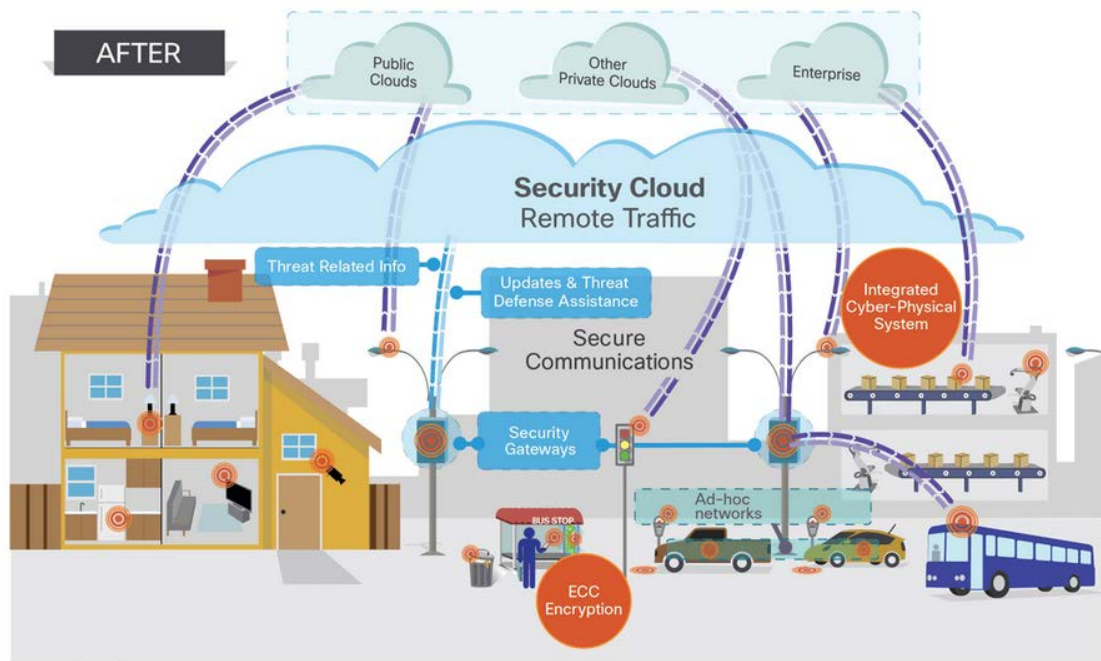 AFTER
Public
Clouds
Other
Private Clouds
Enterprise
Security Cloud
Remote Traffic
Threat Related Info
Updates & Threat
Defense Assistance
Integrated
Cyber-Physical
System
Secure
Communications
Security
Gateways
Ad-hoc
networks
BUS STOP
ECC
Encryption